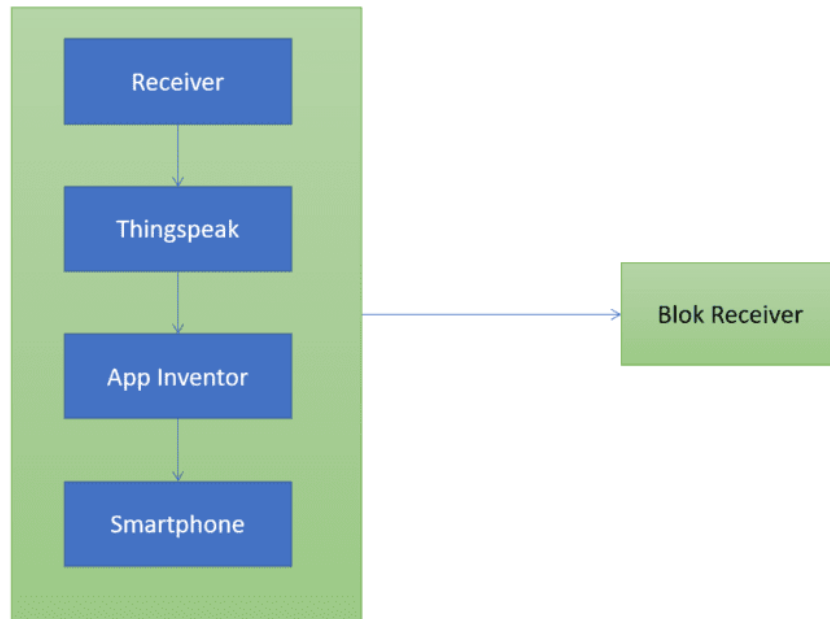 Receiver
Thingspeak
App Inventor
Smartphone
Blok Receiver